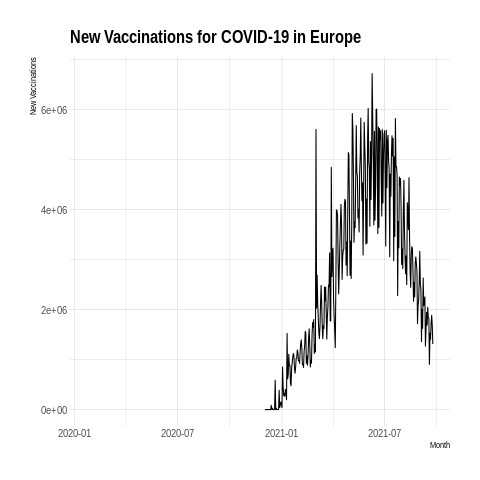 New Vaccinations for COVID-19 in Europe
New Vaccinations
6e+06
4e+06
2e+06
0e+00
2020-01
2020-07
2021-01
2021-07
Month